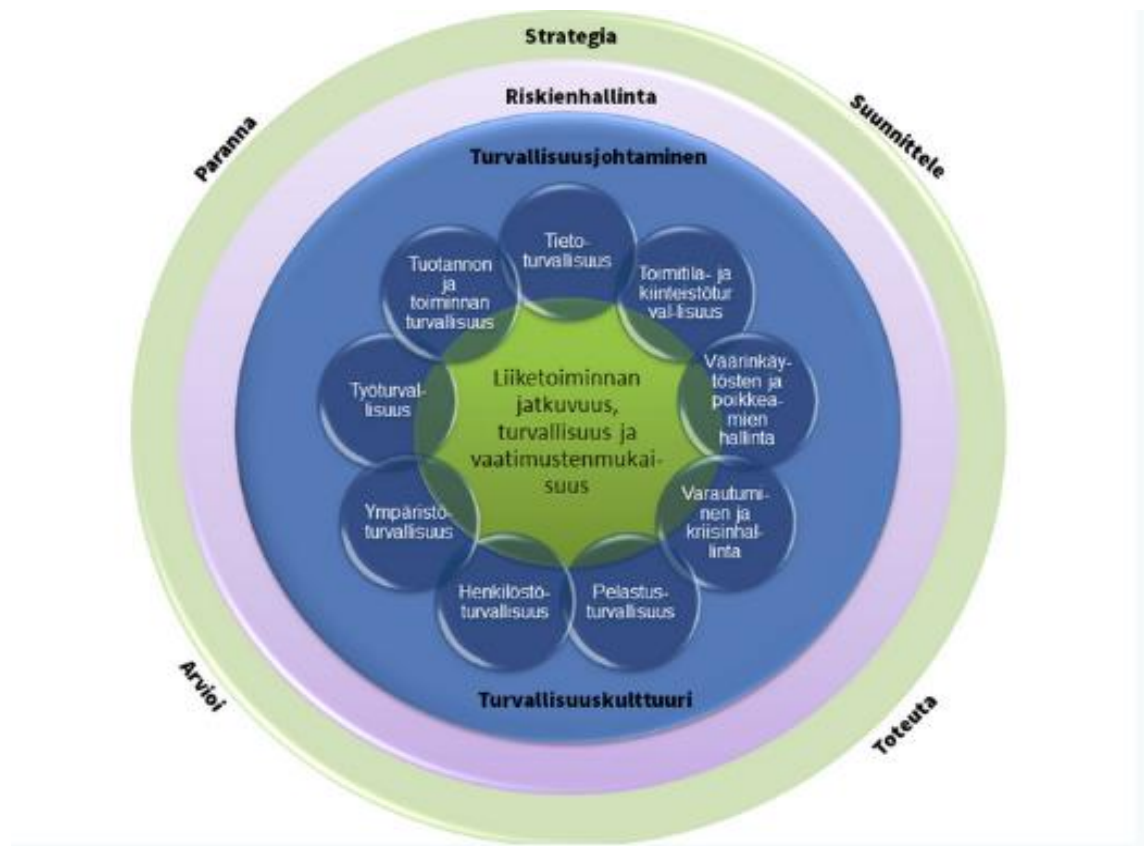 Strategia
Riskienhallinta
Turvallisuusjohtaminen
Paranna
Suunnittele
Tieto-
turvallisuus
Toimitila- ja
kiinteistötur
val-lisuus
Väärinkäy-
tösten ja
poikkea-
mien
hallinta
Varautumi-
nen ja
kriisinhal-
linta
Pelastus-
turvallisuus
Henkilöstö-
turvallisuus
Ympäristö-
turvallisuus
Työturval-
lisuus
Tuotannon
ja
toiminnan
turvallisuus
Liiketoiminnan
jatkuvuus,
turvallisuus ja
vaatimustenmukai-
suus
Turvallisuuskulttuuri
Arvioi
Toteuta